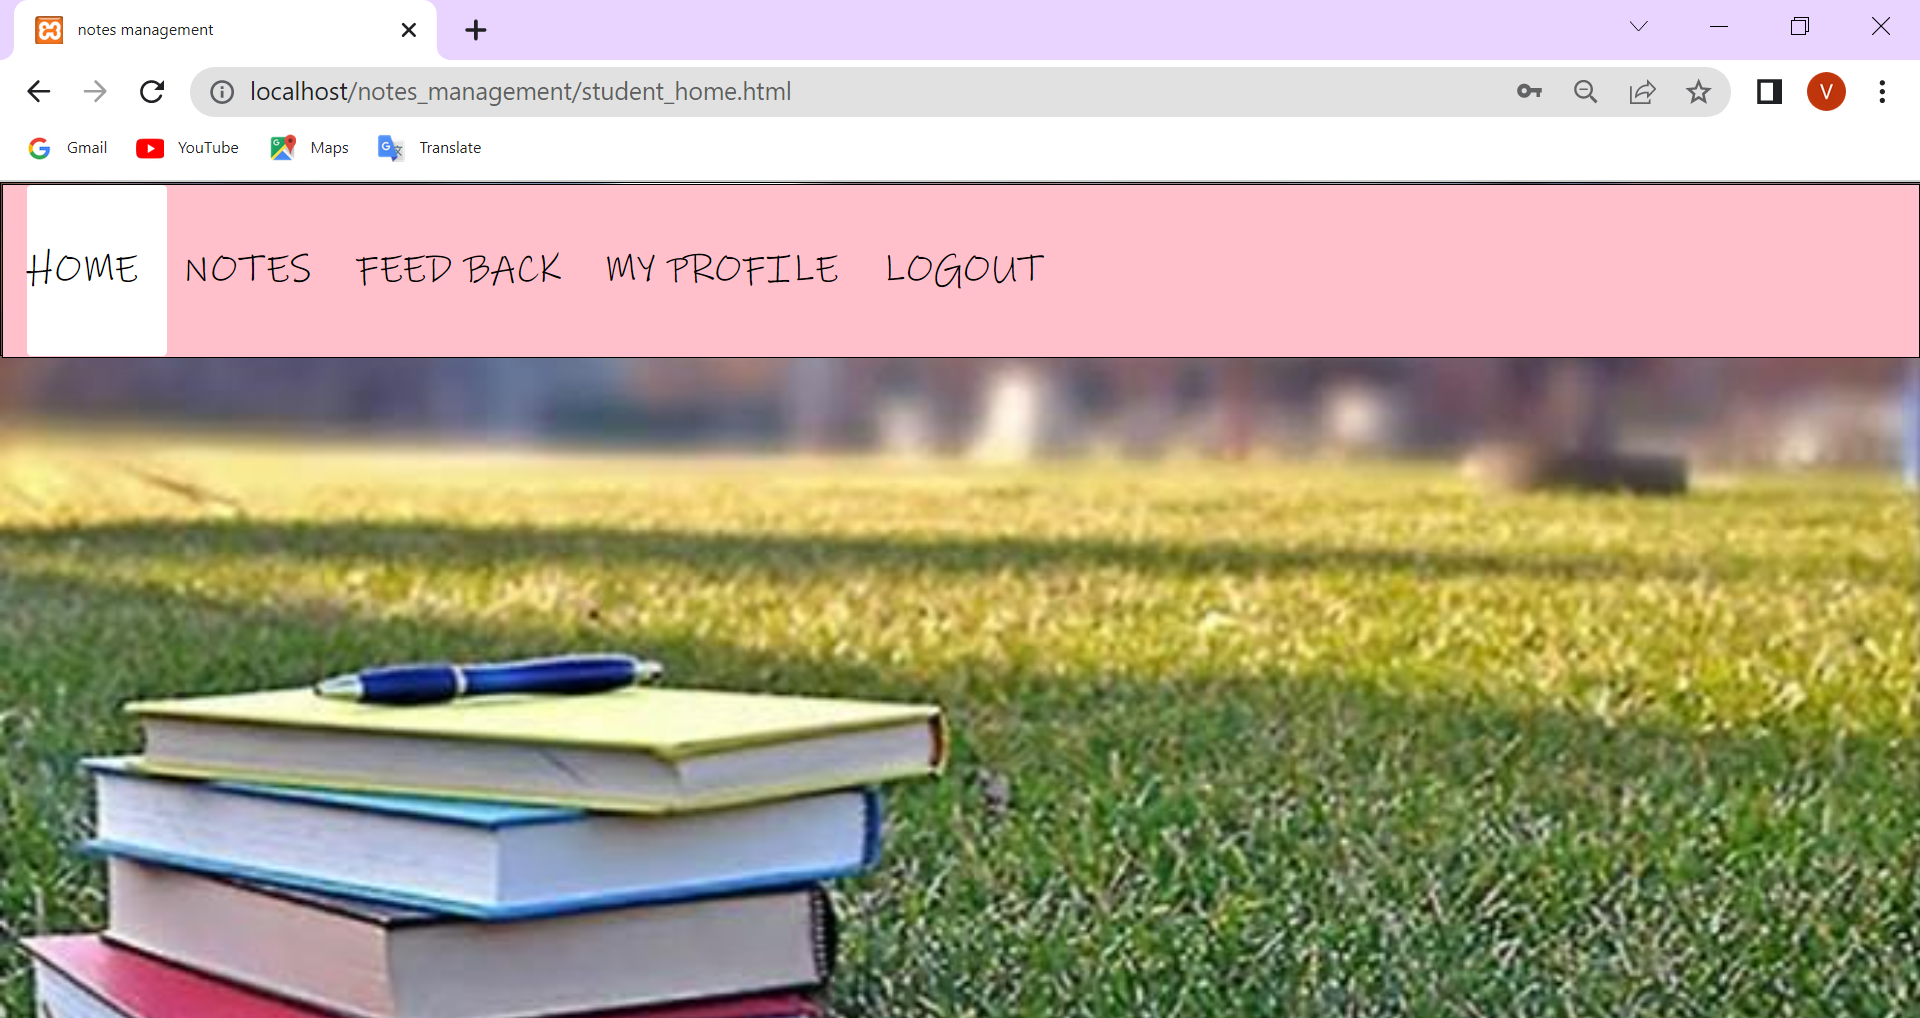 notes management
localhost/notes_management/student_home.html
V
Gmail YouTube Maps Translate
HOME NOTES FEED BACK MY PROFILE LOGOUT